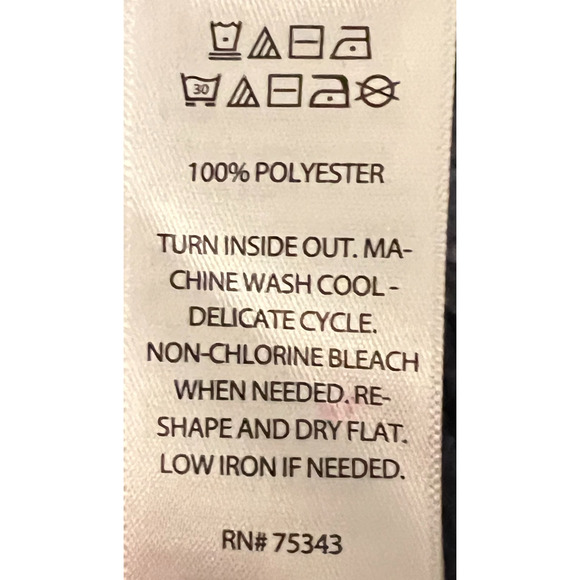 30
100% POLYESTER
TURN INSIDE OUT. MA-
CHINE WASH COOL -
DELICATE CYCLE.
NON-CHLORINE BLEACH
WHEN NEEDED. RE-
SHAPE AND DRY FLAT.
LOW IRON IF NEEDED.
RN# 75343